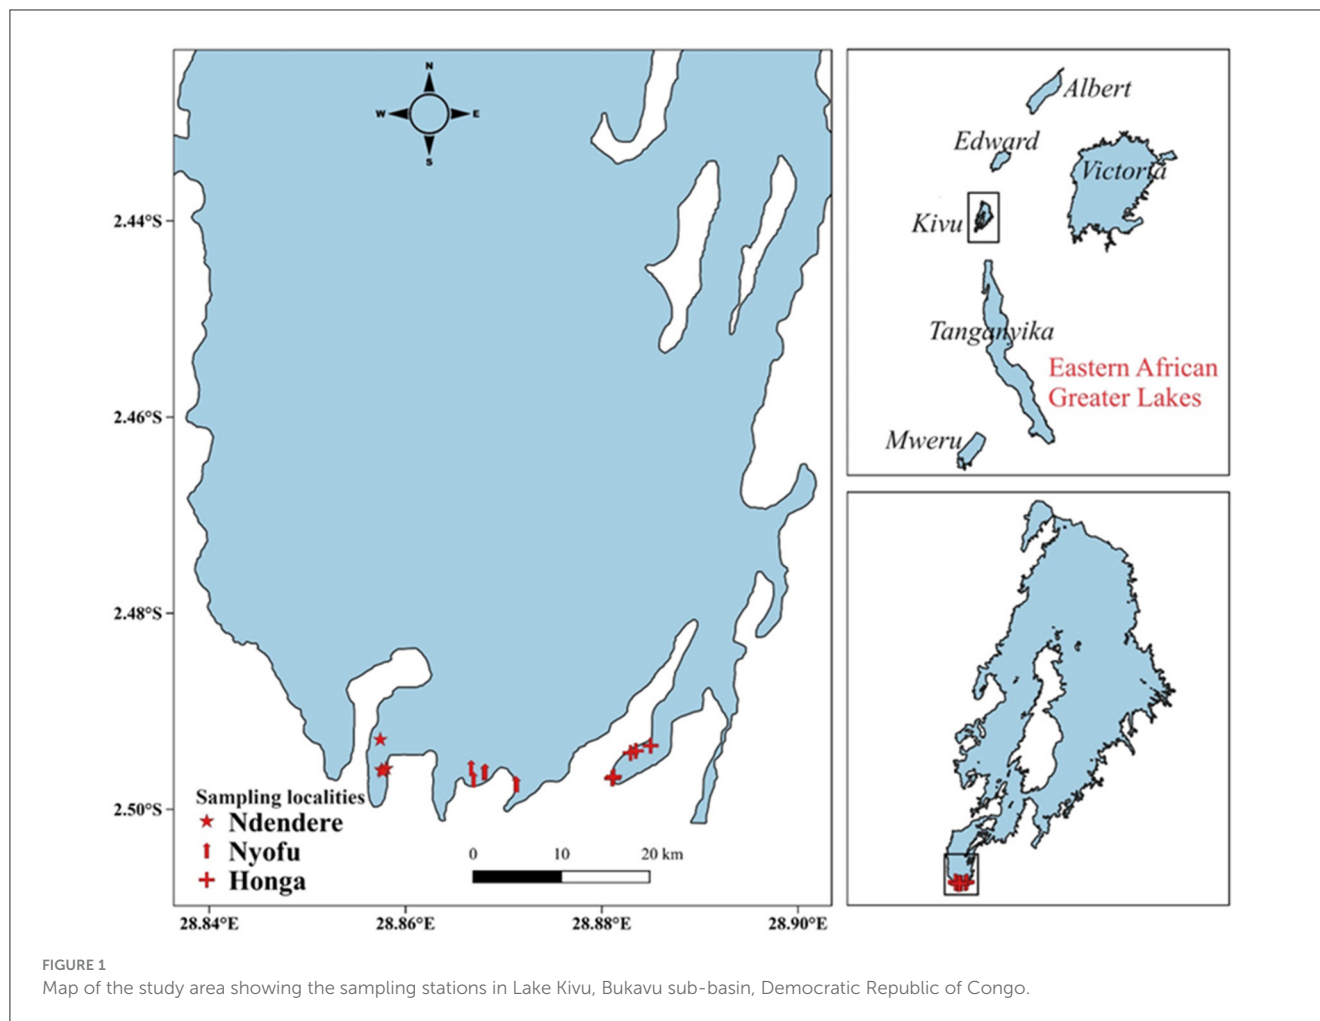 N
W
E
S
2.44°S
2.46°S
2.48°S
2.50°S
Sampling localities
Ndendere
Nyofu
Honga
0 10 20 km
28.84°E 28.86°E 28.88°E 28.90°E
Albert
Edward
Victoria
Kivu
Tanganyika
Eastern African
Greater Lakes
Mweru
FIGURE 1
Map of the study area showing the sampling stations in Lake Kivu, Bukavu sub-basin, Democratic Republic of Congo.